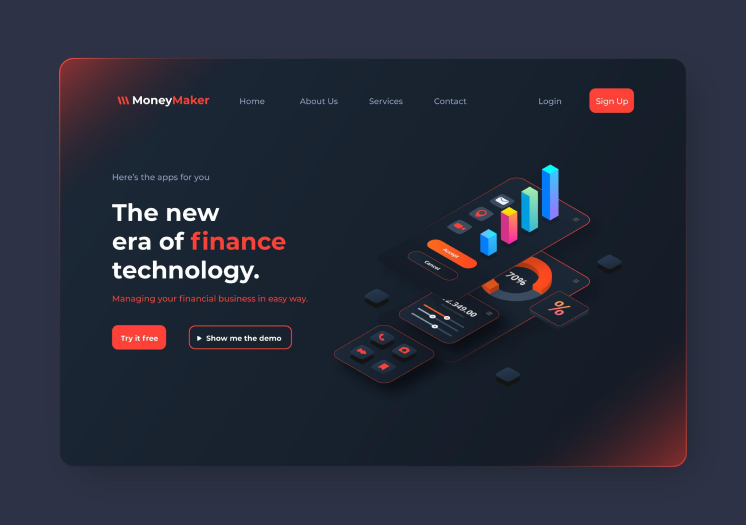 MoneyMaker Home About Us Services Contact Login Sign Up
Here's the apps for you
The new
era of finance
technology.
Managing your financial business in easy way.
Try it free Show me the demo
Accept
Cancel
70%
%
.349.00